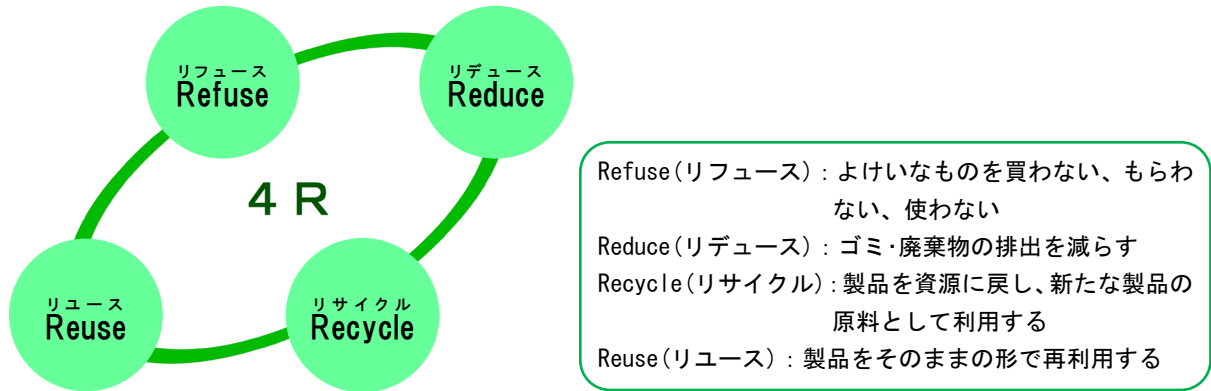 リフュース
Refuse
リデュース
Reduce
4R
リユース
Reuse
リサイクル
Recycle
Refuse(リフュース)：よけいなものを買わない、もらわ
ない、使わない
Reduce(リデュース)：ゴミ・廃棄物の排出を減らす
Recycle(リサイクル)：製品を資源に戻し、新たな製品の
原料として利用する
Reuse(リユース)：製品をそのままの形で再利用する